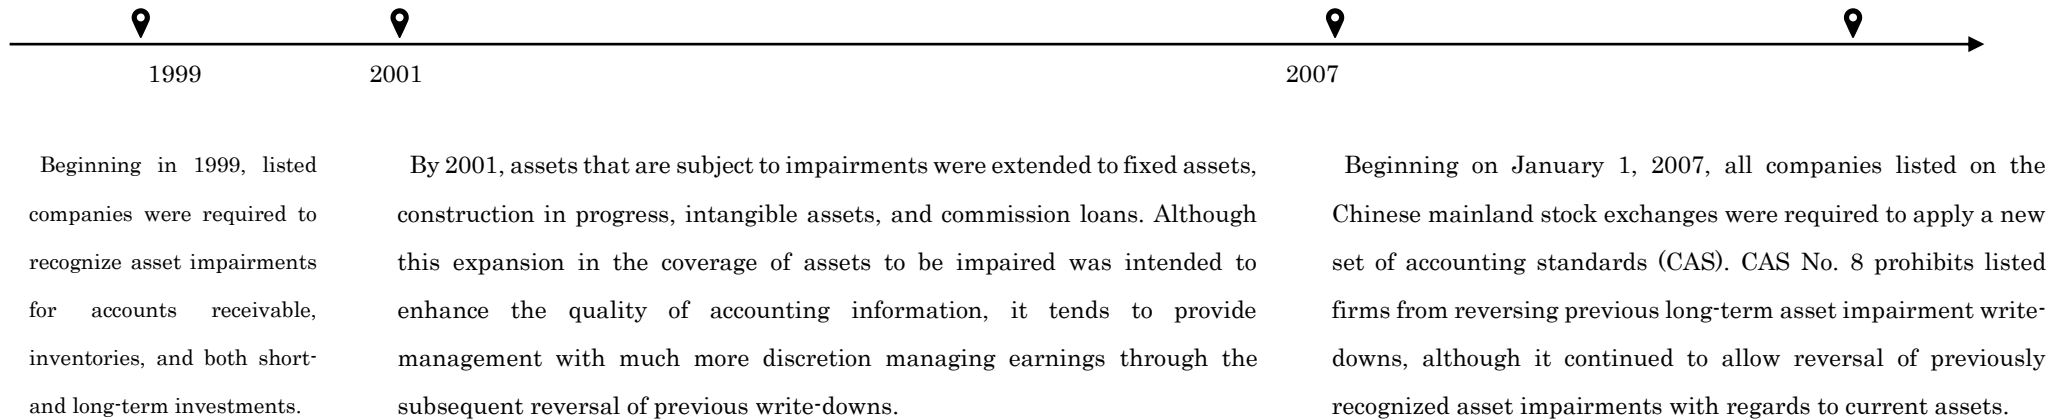 1999
2001
2007
Beginning in 1999, listed
companies were required to
recognize asset impairments
for accounts receivable,
inventories, and both short-
and long-term investments.
By 2001, assets that are subject to impairments were extended to fixed assets,
construction in progress, intangible assets, and commission loans. Although
this expansion in the coverage of assets to be impaired was intended to
enhance the quality of accounting information, it tends to provide
management with much more discretion managing earnings through the
subsequent reversal of previous write-downs.
Beginning on January 1, 2007, all companies listed on the
Chinese mainland stock exchanges were required to apply a new
set of accounting standards (CAS). CAS No. 8 prohibits listed
firms from reversing previous long-term asset impairment write-
downs, although it continued to allow reversal of previously
recognized asset impairments with regards to current assets.